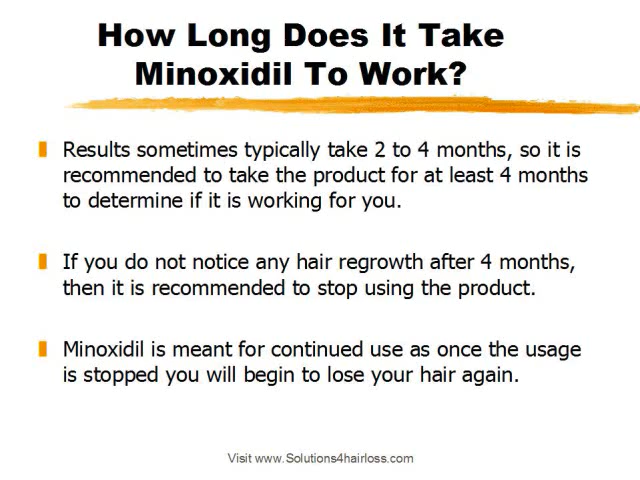 How Long Does It Take
Minoxidil To Work?
Results sometimes typically take 2 to 4 months, so it is
recommended to take the product for at least 4 months
to determine if it is working for you.
If you do not notice any hair regrowth after 4 months,
then it is recommended to stop using the product.
Minoxidil is meant for continued use as once the usage
is stopped you will begin to lose your hair again.
Visit www.Solutions4hairloss.com